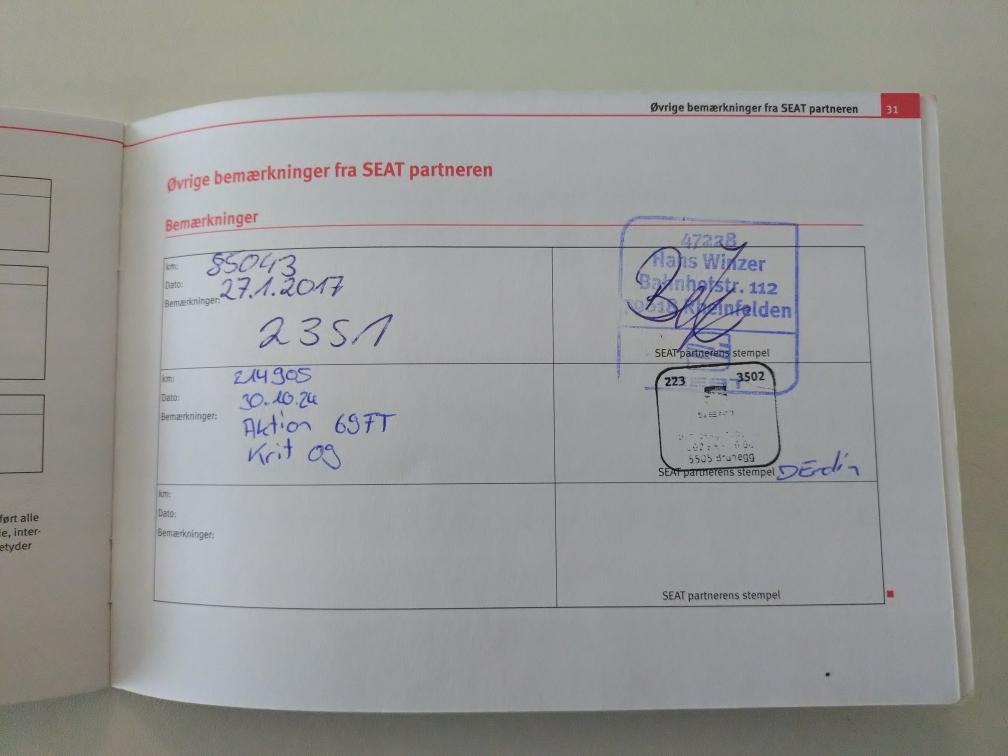 Øvrige bemærkninger fra SEAT partneren 31
Øvrige bemærkninger fra SEAT partneren
Bemærkninger
km: 85043
Dato: 27.1.2017
Bemærkninger:
2351
47228
Hans Winzer
Bahnhofstr. 112
Rheinfelden
SEAT partnerens stempel
km: 214905
Dato: 30.10.24
Bemærkninger:
Aktion 69FT
Krit 09
223 3502
5505 Brunegg
SEAT partnerens stempel
km:
Dato:
Bemærkninger:
SEAT partnerens stempel
ført alle
e, inter-
etyder